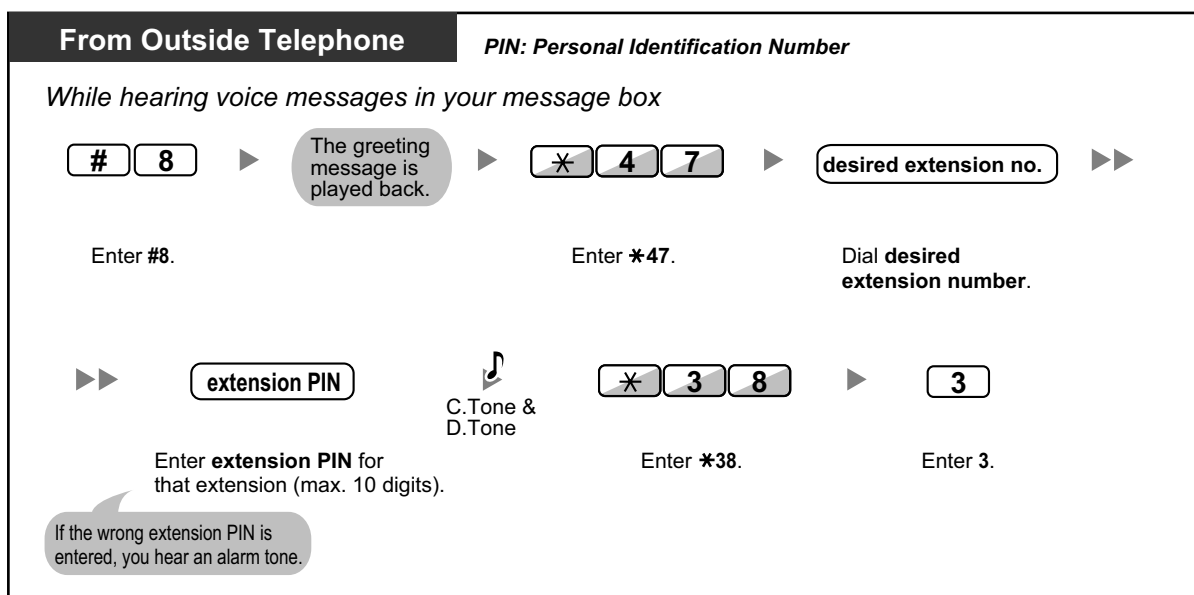 From Outside Telephone
PIN: Personal Identification Number
While hearing voice messages in your message box
# 8
The greeting
message is
played back.
* 4 7
desired extension no.
Enter #8.
Enter *47.
Dial desired
extension number.
extension PIN
C.Tone &
D.Tone
* 3 8
3
Enter extension PIN for
that extension (max. 10 digits).
Enter *38.
Enter 3.
If the wrong extension PIN is
entered, you hear an alarm tone.